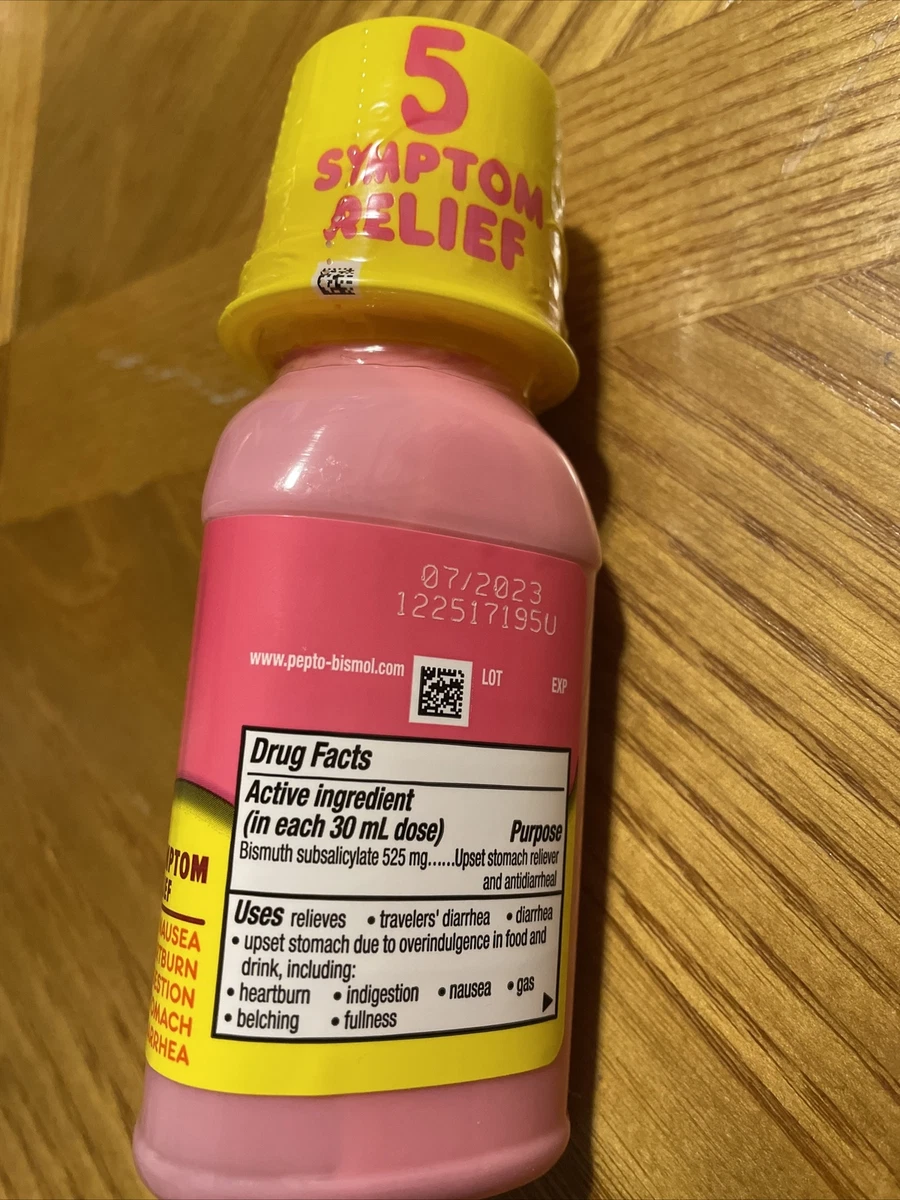 5
SYMPTOM
RELIEF
07/2023
122517195U
www.pepto-bismol.com
LOT
EXP
Drug Facts
Active ingredient
(in each 30 mL dose) Purpose
Bismuth subsalicylate 525 mg......Upset stomach reliever
and antidiarrheal
Uses relieves • travelers' diarrhea • diarrhea
• upset stomach due to overindulgence in food and
drink, including:
• heartburn • indigestion • nausea • gas
• belching • fullness